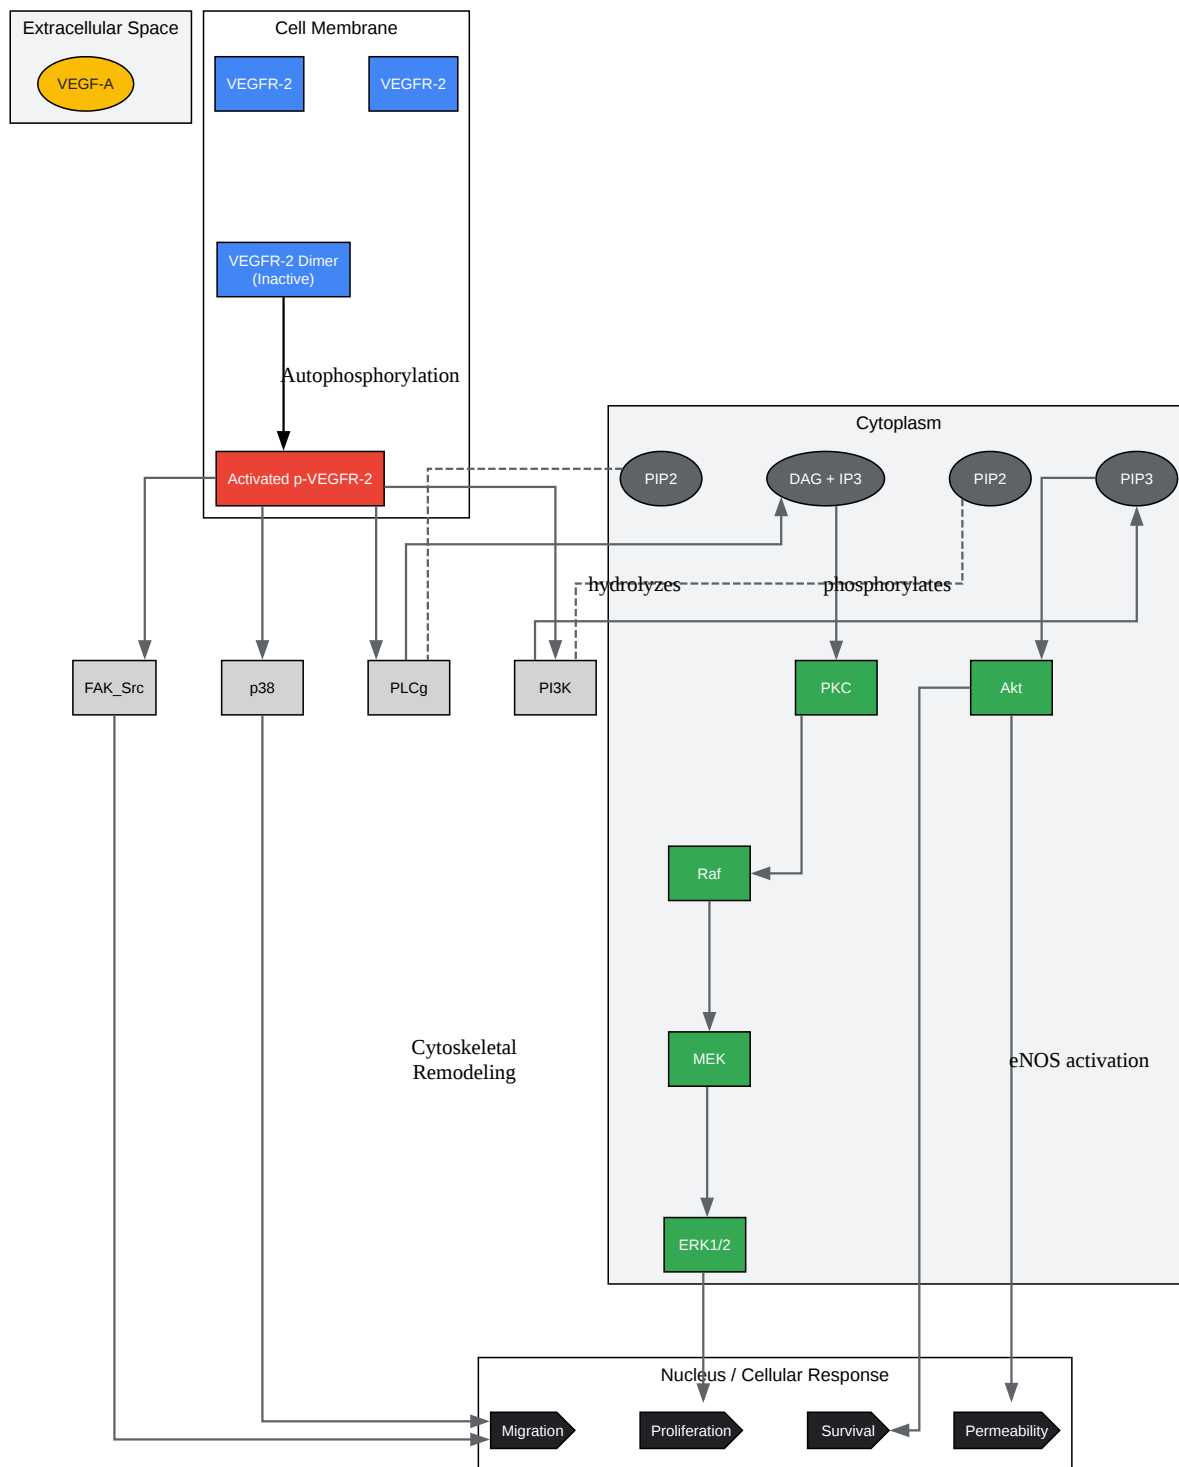 Extracellular Space
Cell Membrane
VEGF-A
VEGFR-2
VEGFR-2
VEGFR-2 Dimer
(Inactive)
Autophosphorylation
Cytoplasm
Activated p-VEGFR-2
PIP2
DAG + IP3
PIP2
PIP3
hydrolyzes
phosphorylates
FAK_Src
p38
PLCg
PI3K
PKC
Akt
Raf
Cytoskeletal
Remodeling
MEK
eNOS activation
ERK1/2
Nucleus / Cellular Response
Migration
Proliferation
Survival
Permeability